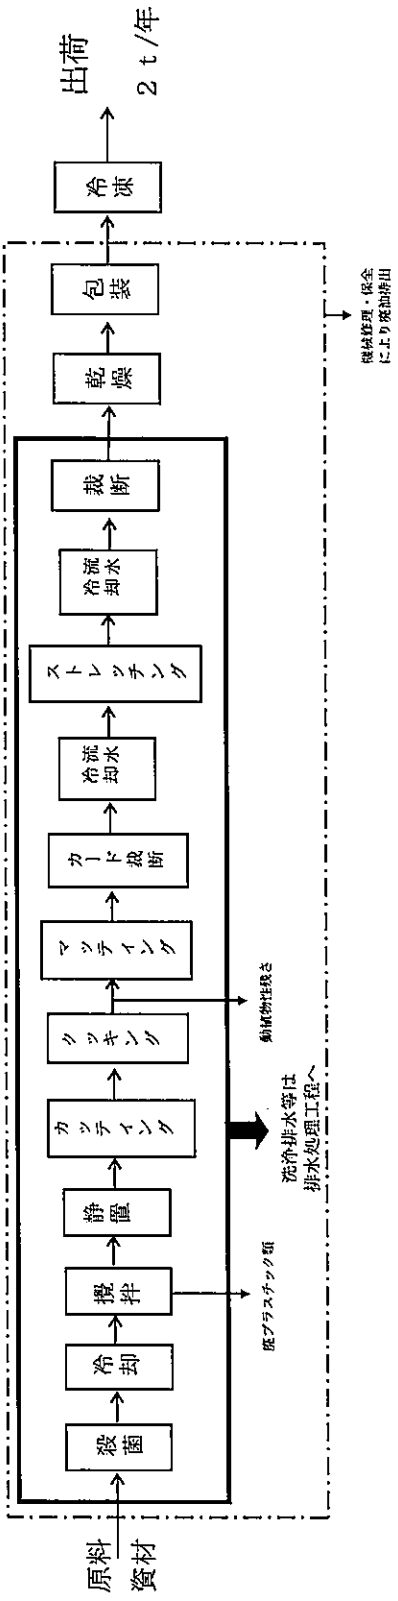 原料
資材
殺菌
冷却
攪拌
静置
カッティング
クッキング
マッティング
カード裁断
流水
冷却
ストレッチング
流水
冷却
裁断
乾燥
包装
冷凍
出荷
2t/年
廃プラスチック類
動植物性残さ
洗浄排水等は
排水処理工程へ
機械修理・保全
により廃油排出